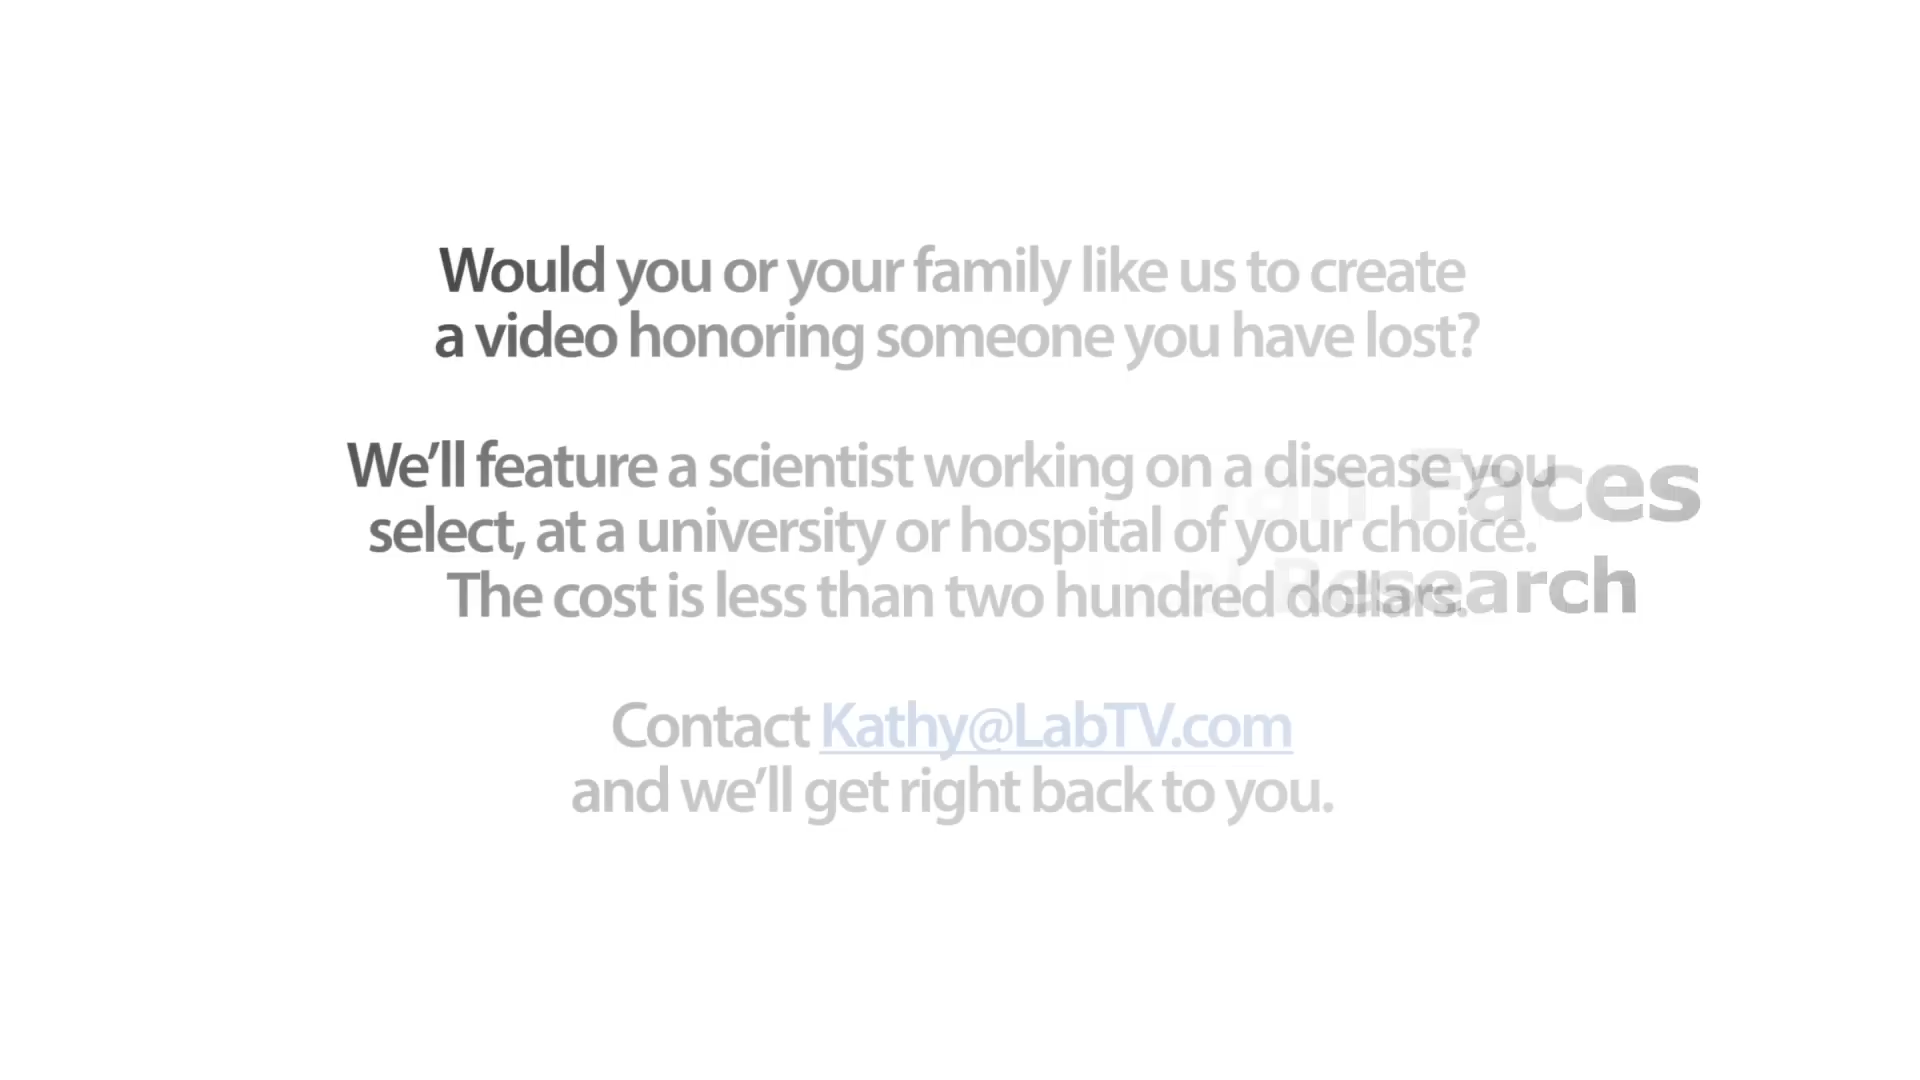 Would you or your family like us to create
a video honoring someone you have lost?
We'll feature a scientist working on a disease you
select, at a university or hospital of your choice.
The cost is less than two hundred dollars.
Contact Kathy@LabTV.com
and we'll get right back to you.
Faces
Research